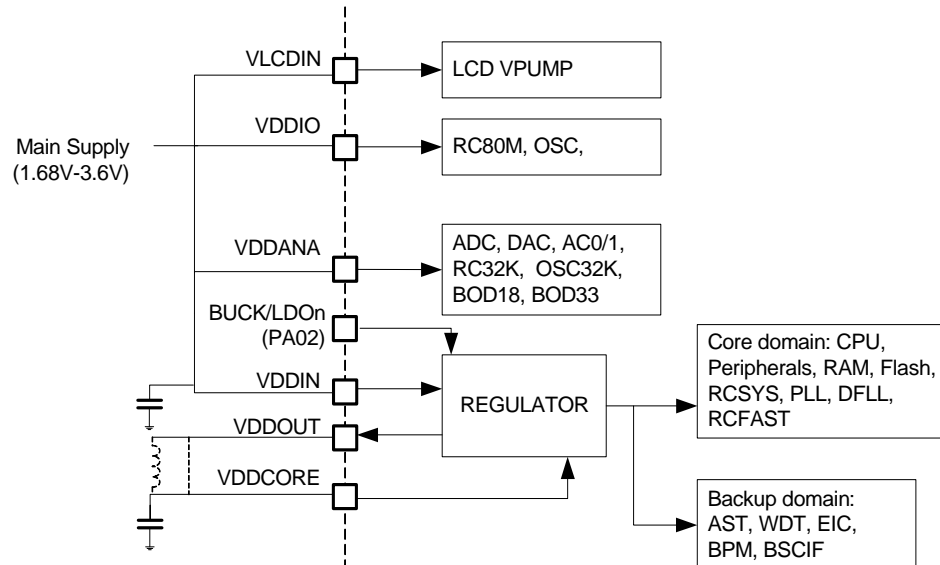 VLCDIN
LCD VPUMP
VDDIO
Main Supply
(1.68V-3.6V)
RC80M, OSC,
VDDANA
ADC, DAC, AC0/1,
RC32K, OSC32K,
BOD18, BOD33
BUCK/LDOn
(PA02)
VDDIN
REGULATOR
Core domain: CPU,
Peripherals, RAM, Flash,
RCSYS, PLL, DFLL,
RCFAST
VDDOUT
VDDCORE
Backup domain:
AST, WDT, EIC,
BPM, BSCIF